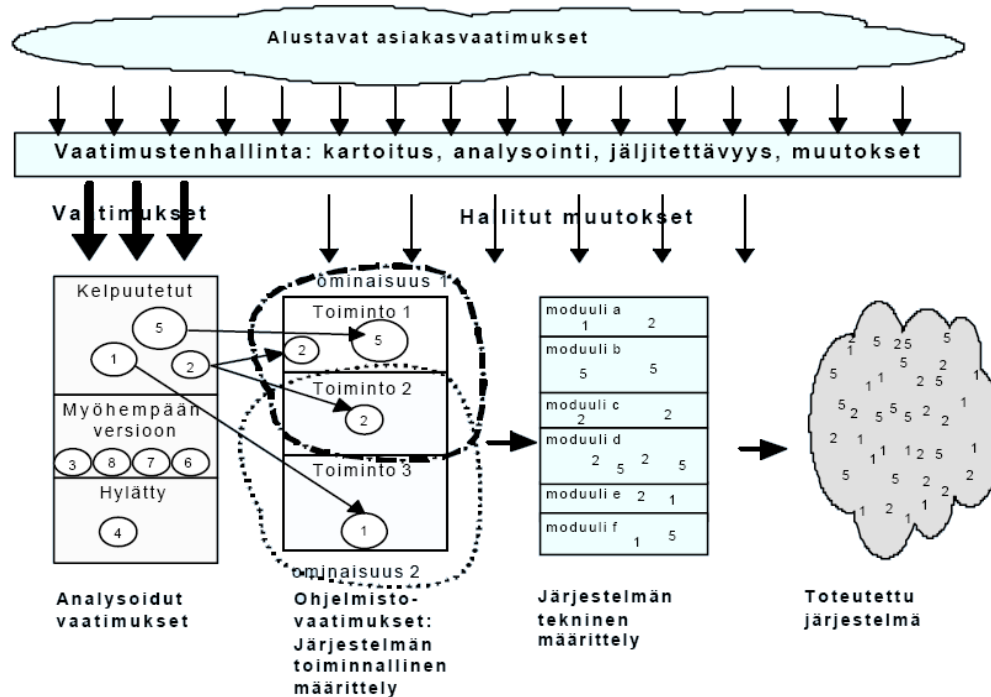 Alustavat asiakasvaatimukset
Vaatimustenhallinta: kartoitus, analysointi, jäljitettävyys, muutokset
Vaatimukset
Hallitut muutokset
Kelpuutetut
5
1
2
Myöhempään
versioon
3 8 7 6
Hylätty
4
Analysoidut
vaatimukset
ominaisuus 1
Toiminto 1
5
2
Toiminto 2
2
Toiminto 3
1
ominaisuus 2
Ohjelmisto-
vaatimukset:
Järjestelmän
toiminnallinen
määrittely
moduuli a
1 2
moduuli b
5 5
moduuli c
2 2
moduuli d
2 5 2 5
moduuli e 2 1
moduuli f
1 5
Järjestelmän
tekninen
määrittely
Toteutettu
järjestelmä